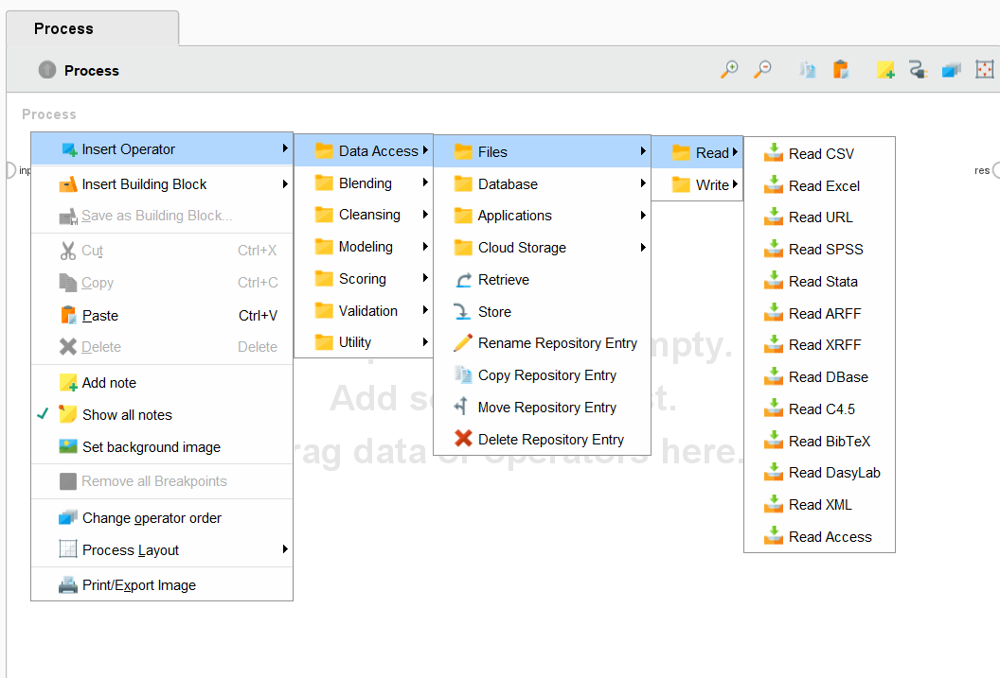 Process
Process
Process
inp
res
Insert Operator
Insert Building Block
Save as Building Block...
Cut Ctrl+X
Copy Ctrl+C
Paste Ctrl+V
Delete Delete
Add note
Show all notes
Set background image
Remove all Breakpoints
Change operator order
Process Layout
Print/Export Image
Data Access
Blending
Cleansing
Modeling
Scoring
Validation
Utility
Files
Database
Applications
Cloud Storage
Retrieve
Store
Rename Repository Entry
Copy Repository Entry
Move Repository Entry
Delete Repository Entry
Read
Write
Read CSV
Read Excel
Read URL
Read SPSS
Read Stata
Read ARFF
Read XRFF
Read DBase
Read C4.5
Read BibTeX
Read DasyLab
Read XML
Read Access
mpty.
Add s
st.
rag data or operators here.